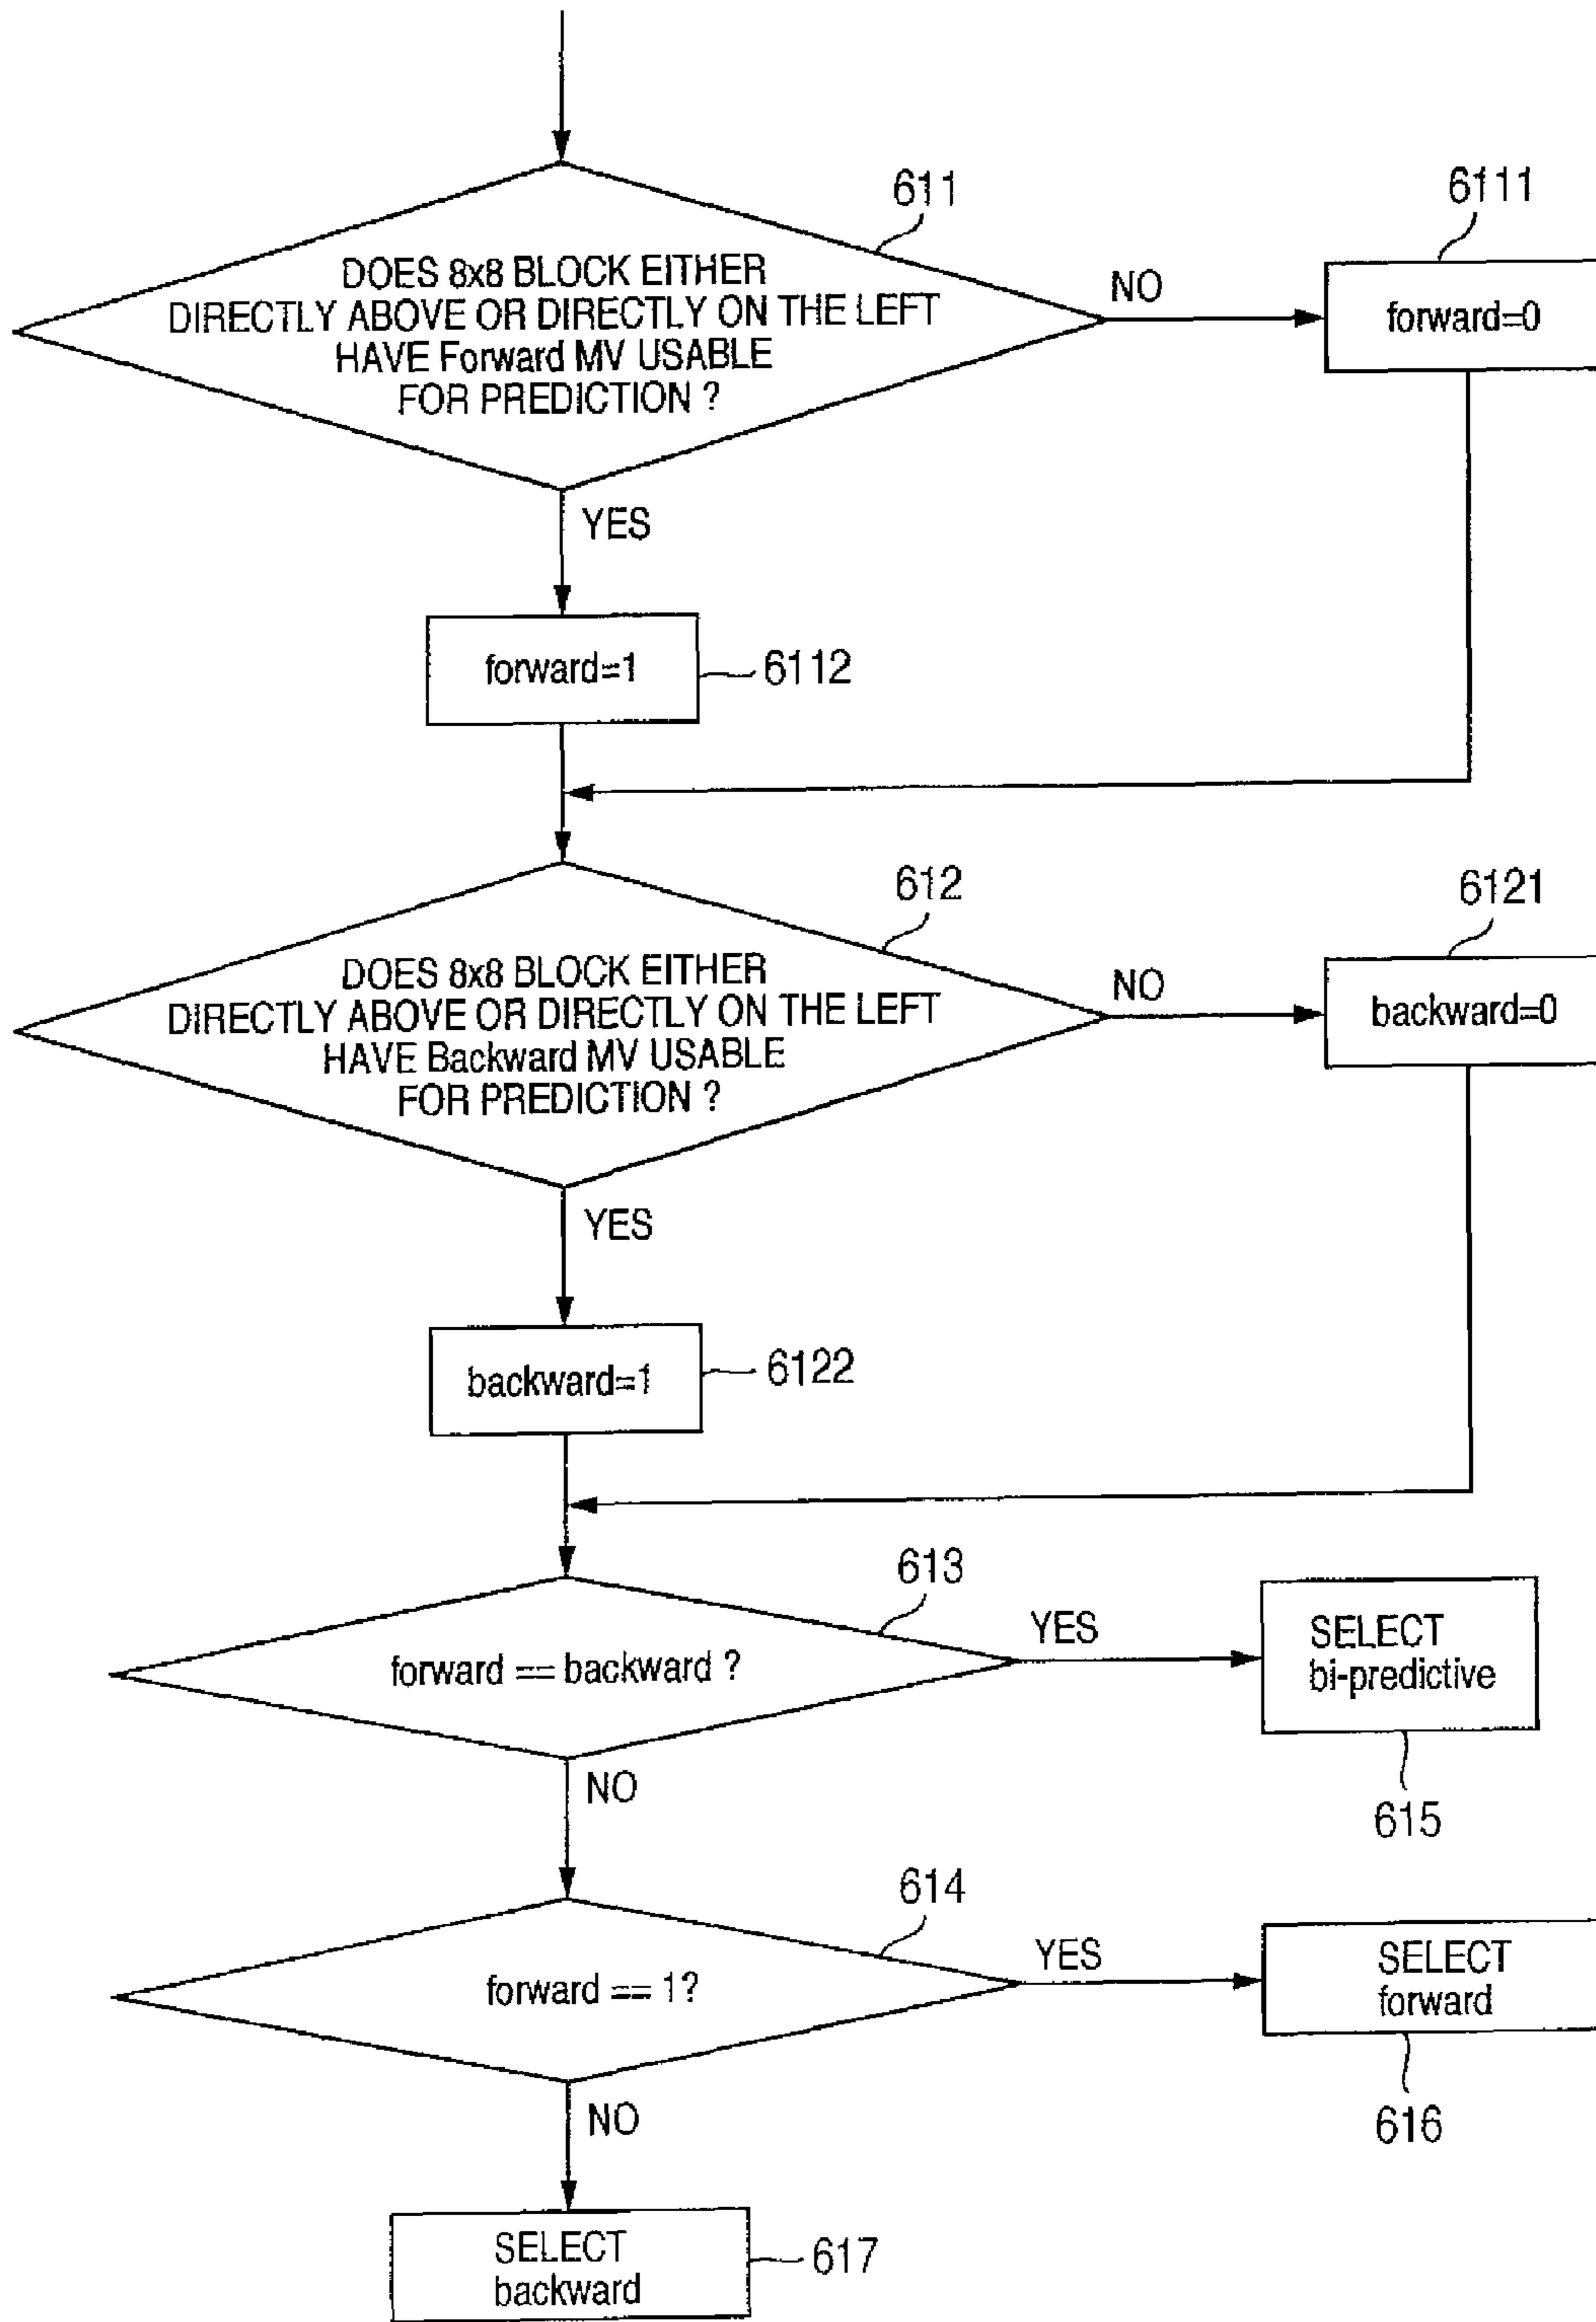 611
6111
DOES 8x8 BLOCK EITHER
DIRECTLY ABOVE OR DIRECTLY ON THE LEFT
HAVE Forward MV USABLE
FOR PREDICTION ?
NO
forward=0
YES
forward=1
6112
612
6121
DOES 8x8 BLOCK EITHER
DIRECTLY ABOVE OR DIRECTLY ON THE LEFT
HAVE Backward MV USABLE
FOR PREDICTION ?
NO
backward=0
YES
backward=1
6122
613
forward == backward ?
YES
SELECT
bi-predictive
615
NO
614
forward == 1?
YES
SELECT
forward
616
NO
SELECT
backward
617